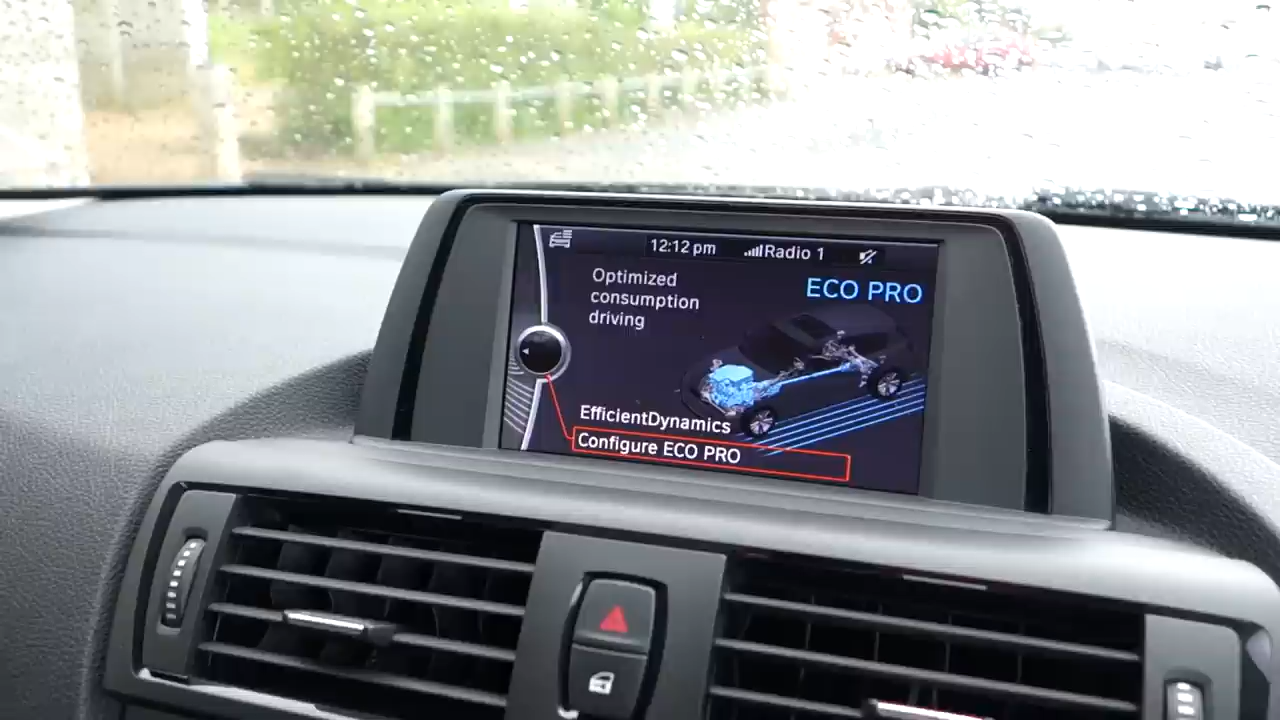 12:12 pm
Radio 1
Optimized
consumption
driving
ECO PRO
EfficientDynamics
Configure ECO PRO